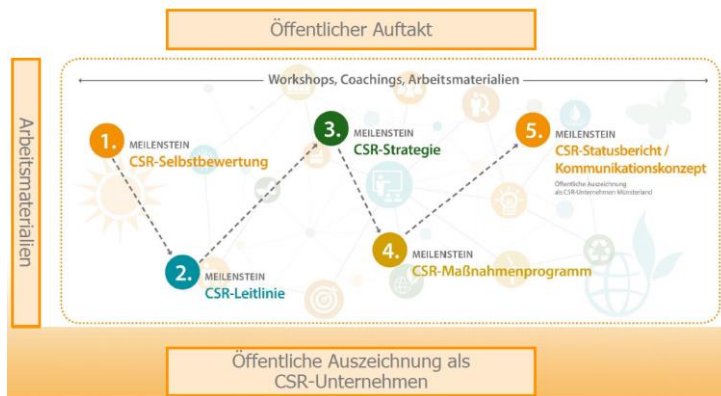 Öffentlicher Auftakt
Arbeitsmaterialien
Workshops, Coachings, Arbeitsmaterialien
1.
MEILENSTEIN
CSR-Selbstbewertung
2.
MEILENSTEIN
CSR-Leitlinie
3.
MEILENSTEIN
CSR-Strategie
4.
MEILENSTEIN
CSR-Maßnahmenprogramm
5.
MEILENSTEIN
CSR-Statusbericht /
Kommunikationskonzept
Öffentliche Auszeichnung
als CSR-Unternehmen Münsterland
Öffentliche Auszeichnung als
CSR-Unternehmen